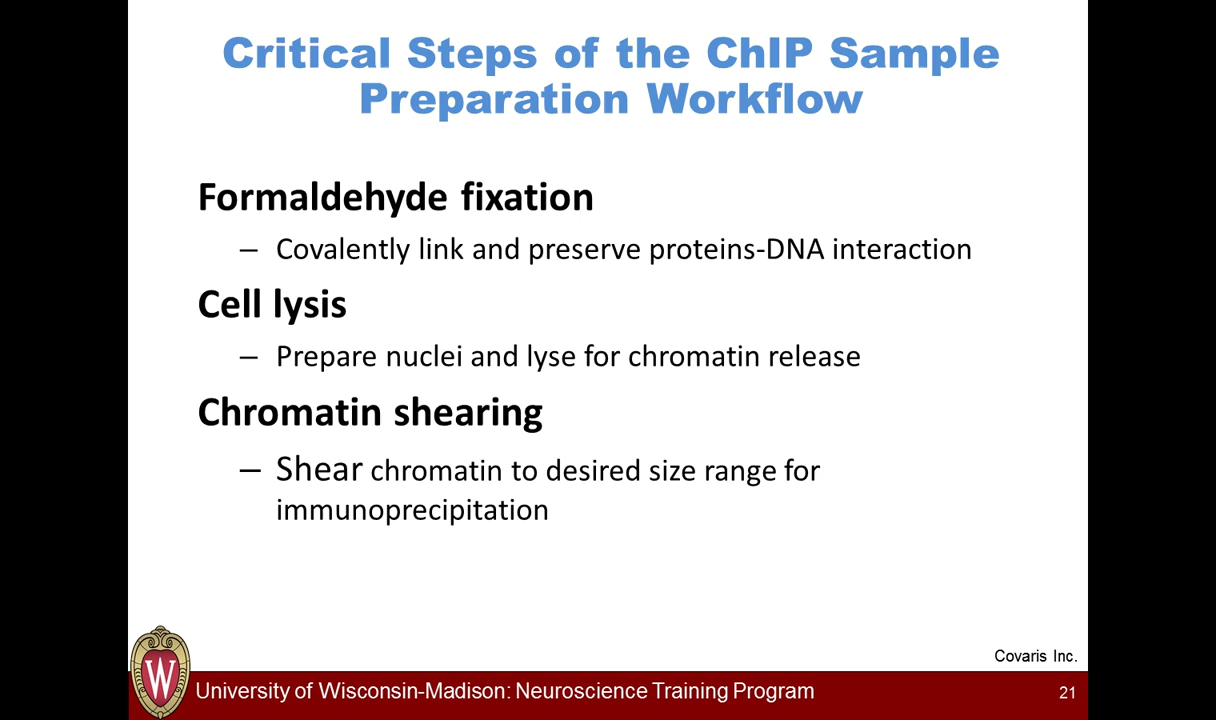 Critical Steps of the ChIP Sample
Preparation Workflow
Formaldehyde fixation
– Covalently link and preserve proteins-DNA interaction
Cell lysis
– Prepare nuclei and lyse for chromatin release
Chromatin shearing
– Shear chromatin to desired size range for
immunoprecipitation
Covaris Inc.
W
University of Wisconsin-Madison: Neuroscience Training Program
21